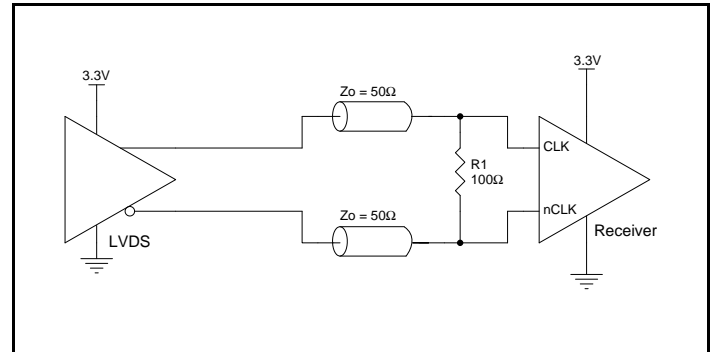 3.3V
3.3V
Zo = 50Ω
CLK
R1
100Ω
nCLK
Zo = 50Ω
LVDS
Receiver